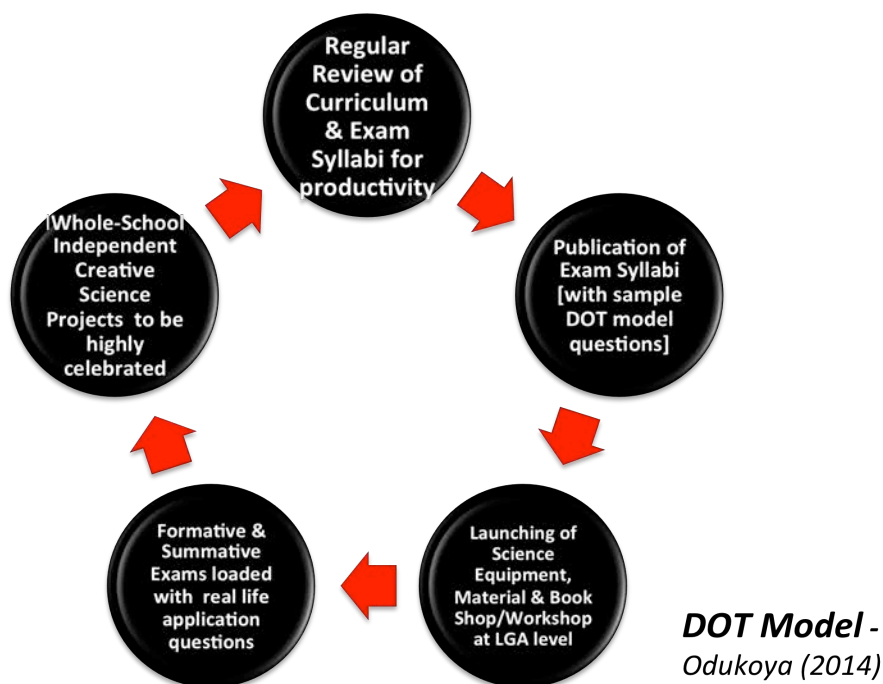 Regular
Review of
Curriculum
& Exam
Syllabi for
productivity
Publication of
Exam Syllabi
[with sample
DOT model
questions]
Launching of
Science
Equipment,
Material & Book
Shop/Workshop
at LGA level
Formative &
Summative
Exams loaded
with real life
application
questions
Whole-School
Independent
Creative
Science
Projects to be
highly
celebrated
DOT Model -
Odukoya (2014)